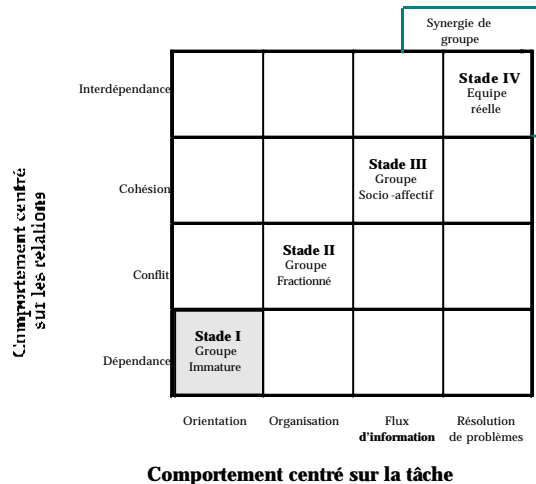 Synergie de
groupe
Interdépendance
Stade IV
Equipe
réelle
Cohésion
Stade III
Groupe
Socio -affectif
Conflit
Stade II
Groupe
Fractionné
Dépendance
Stade I
Groupe
Immature
Comportement centré
sur les relations
Orientation
Organisation
Flux
d'information
Résolution
de problèmes
Comportement centré sur la tâche